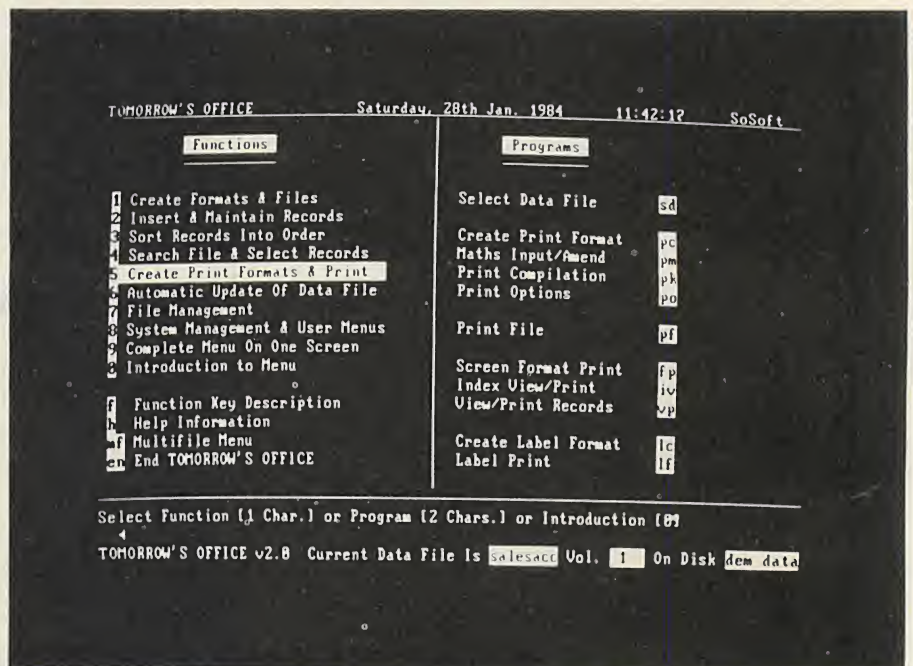 TOMORROW'S OFFICE Saturday, 28th Jan. 1984 11:42:17 SoSoft
Functions
1 Create Formats & Files
2 Insert & Maintain Records
3 Sort Records Into Order
4 Search File & Select Records
5 Create Print Formats & Print
6 Automatic Update Of Data File
7 File Management
8 System Management & User Menus
9 Complete Menu On One Screen
0 Introduction to Menu
f Function Key Description
h Help Information
mf Multifile Menu
en End TOMORROW'S OFFICE
Programs
Select Data File sd
Create Print Format pc
Maths Input/Amend pm
Print Compilation pk
Print Options po
Print File pf
Screen Format Print fp
Index View/Print iv
View/Print Records vp
Create Label Format lc
Label Print lf
Select Function [1 Char.] or Program [2 Chars.] or Introduction [0]
TOMORROW'S OFFICE v2.0 Current Data File Is salesacc Vol. 1 On Disk dem data